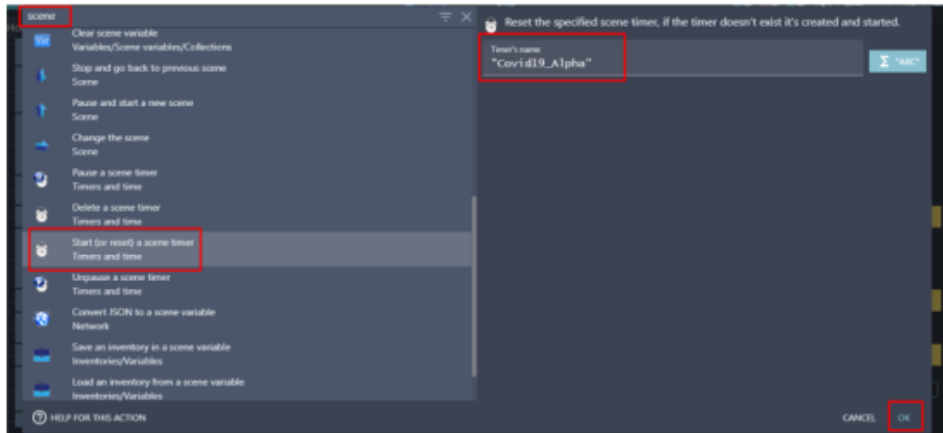 scene
Clear scene variable
Variables/Scene variables/Collections
Stop and go back to previous scene
Scene
Pause and start a new scene
Scene
Change the scene
Scene
Pause a scene timer
Timers and time
Delete a scene timer
Timers and time
Start (or reset) a scene timer
Timers and time
Unpause a scene timer
Timers and time
Convert JSON to a scene variable
Network
Save an inventory in a scene variable
Inventories/Variables
Load an inventory from a scene variable
Inventories/Variables
HELP FOR THIS ACTION
Reset the specified scene timer, if the timer doesn't exist it's created and started.
Timer's name
"Covid19_Alpha"
Σ "ABC"
CANCEL
OK